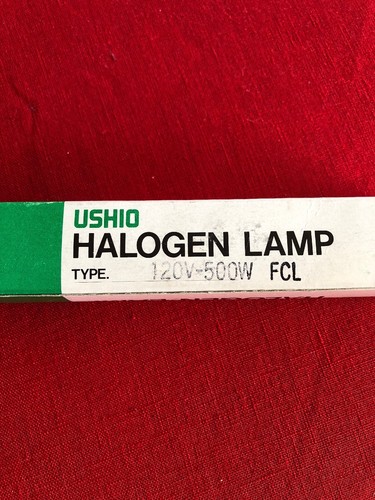 USHIO
HALOGEN LAMP
TYPE. 120V-500W FCL